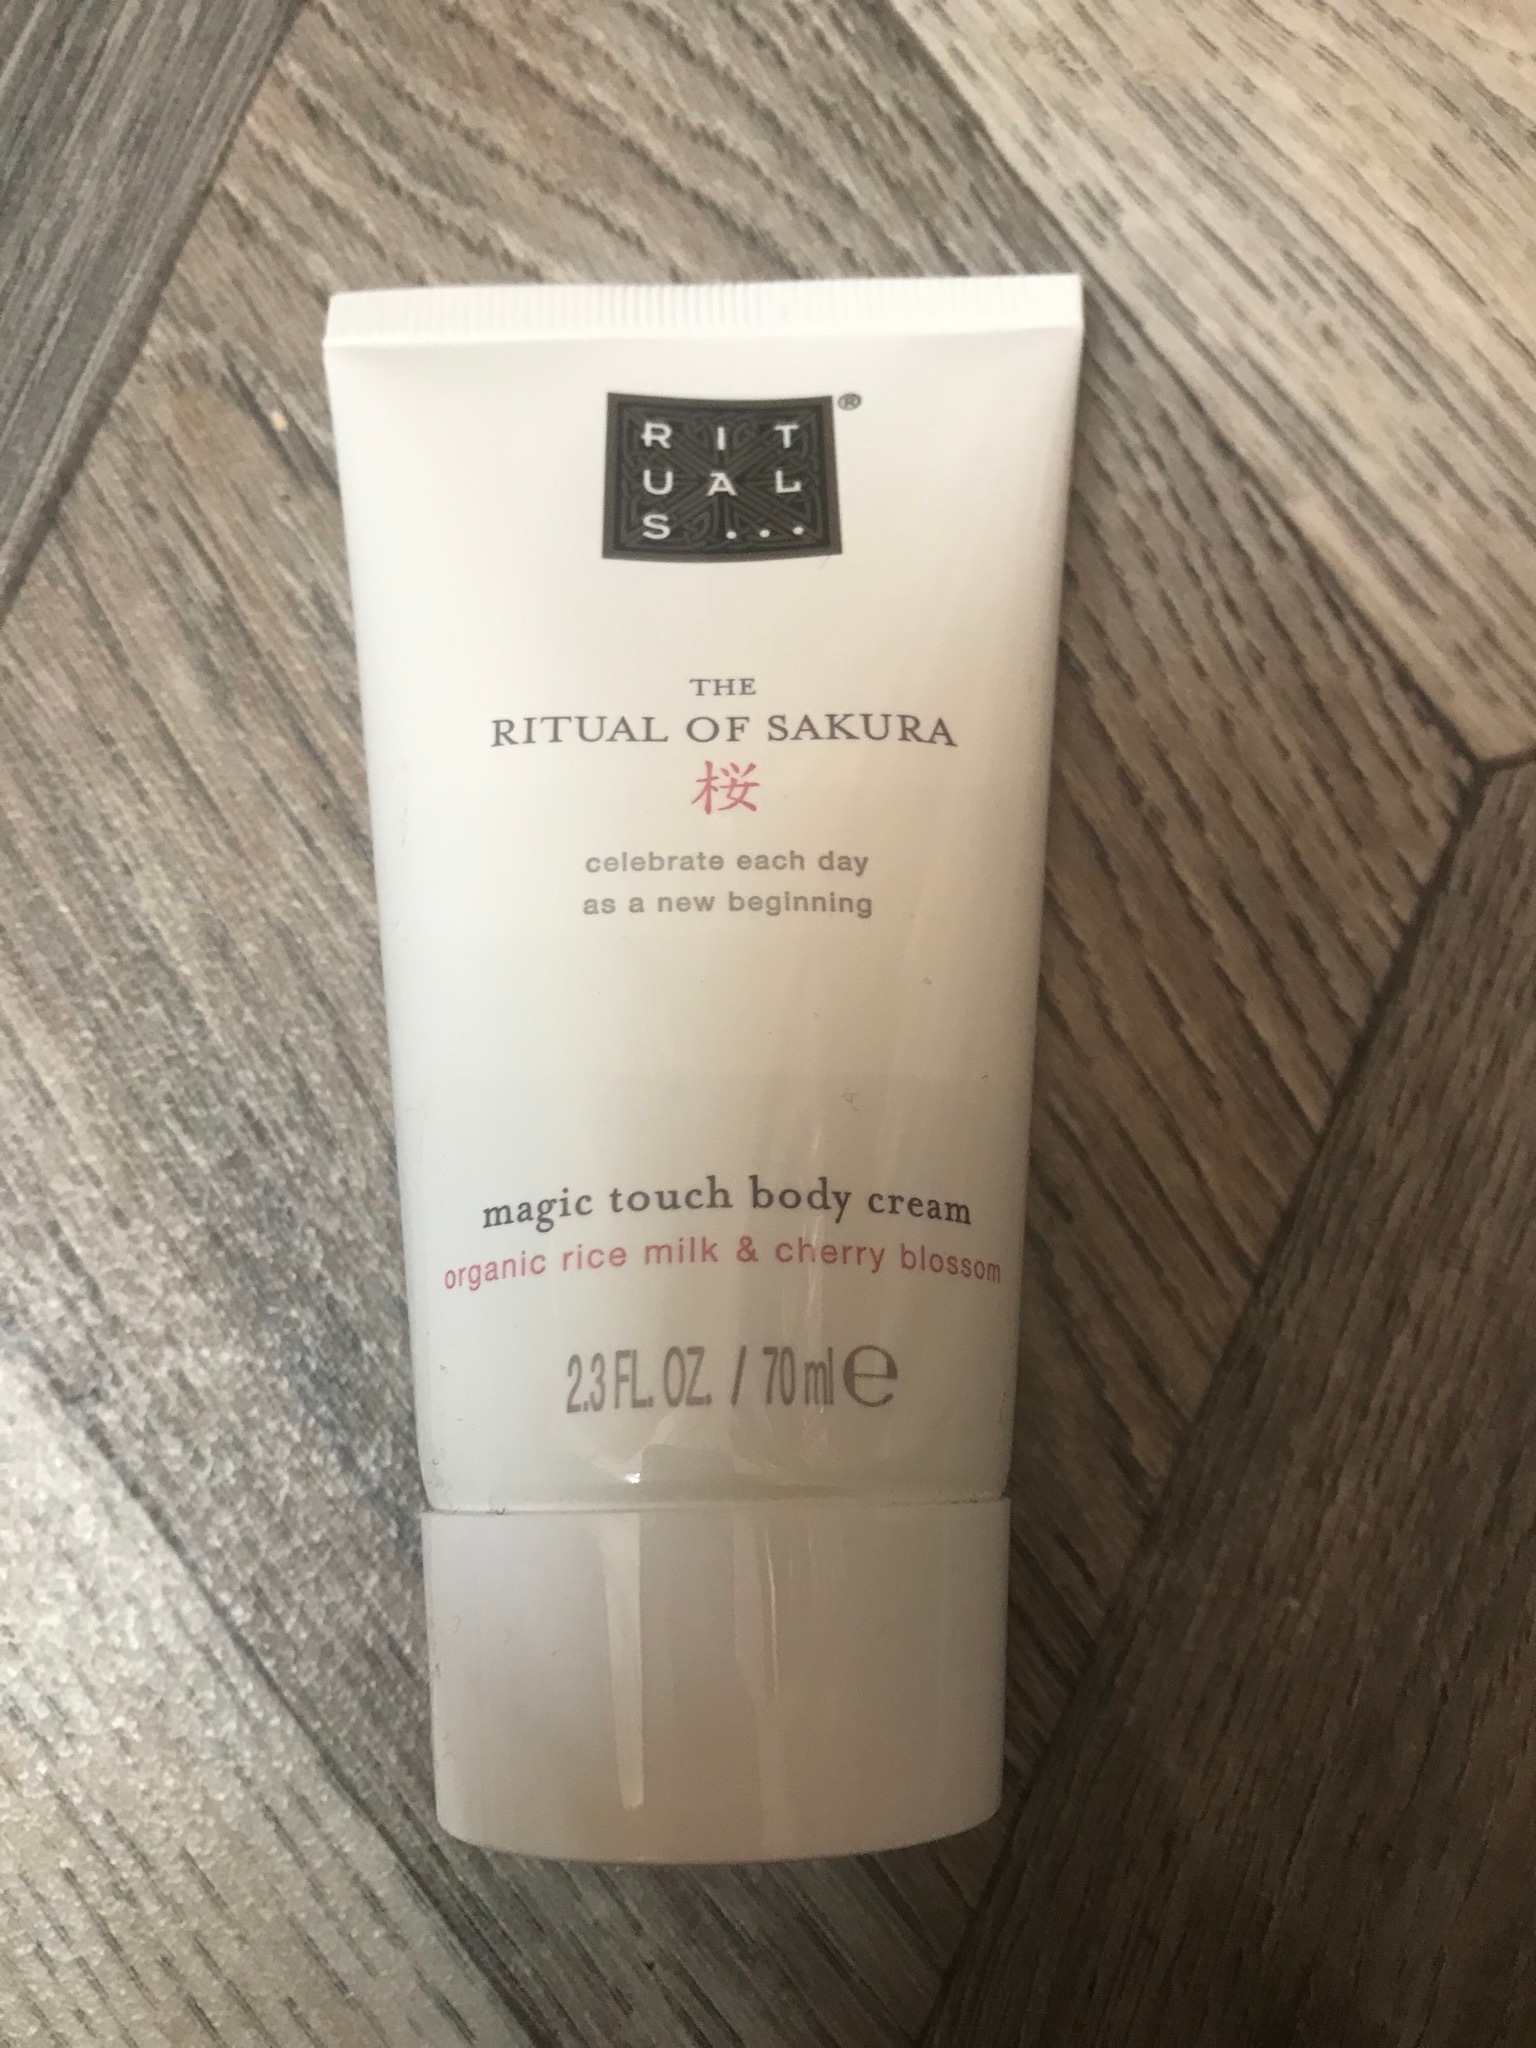 RIT®
UAL
S...
THE
RITUAL OF SAKURA
桜
celebrate each day
as a new beginning
magic touch body cream
organic rice milk & cherry blossom
2.3 FL. OZ. / 70 ml ℮